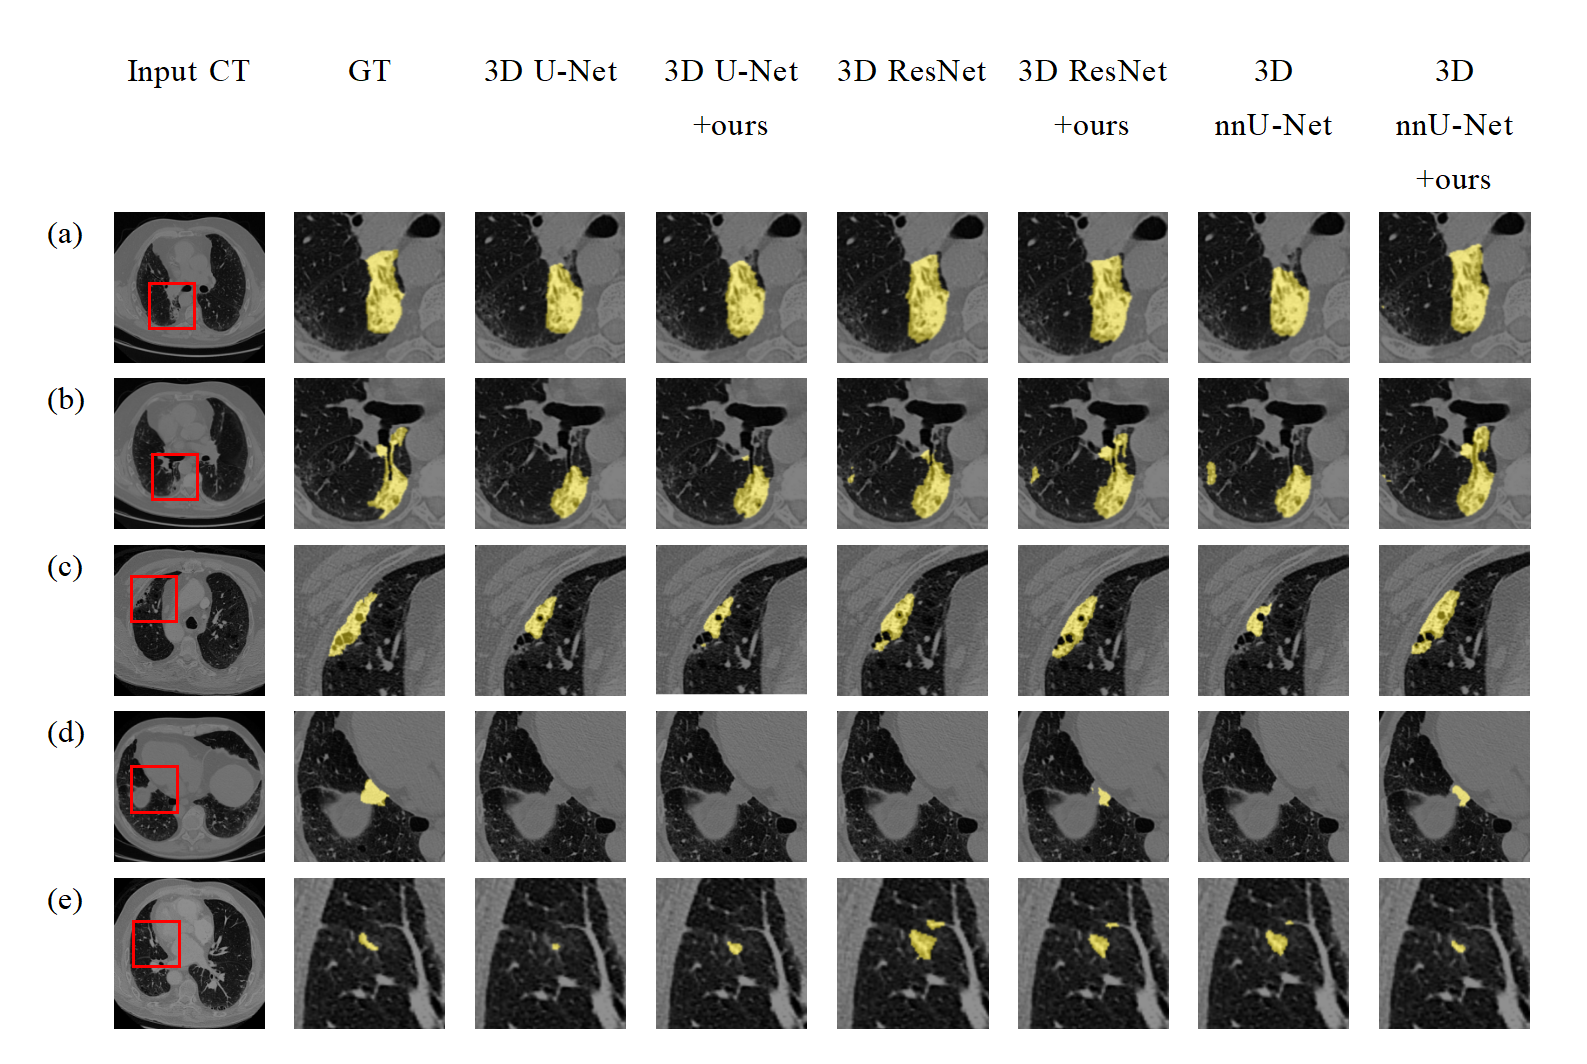 Input CT GT 3D U-Net 3D U-Net 3D ResNet 3D ResNet 3D 3D
+ours +ours nnU-Net nnU-Net
+ours
(a)
(b)
(c)
(d)
(e)